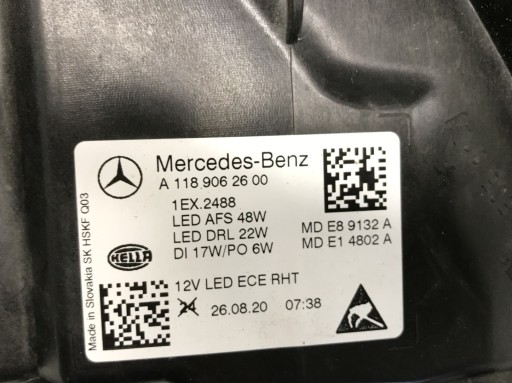 Mercedes-Benz
A 118 906 26 00
1EX.2488
LED AFS 48W
LED DRL 22W
DI 17W/PO 6W
MD E8 9132 A
MD E1 4802 A
HELLA
12V LED ECE RHT
24 26.08.20 07:38
Made in Slovakia SK HSKF Q03